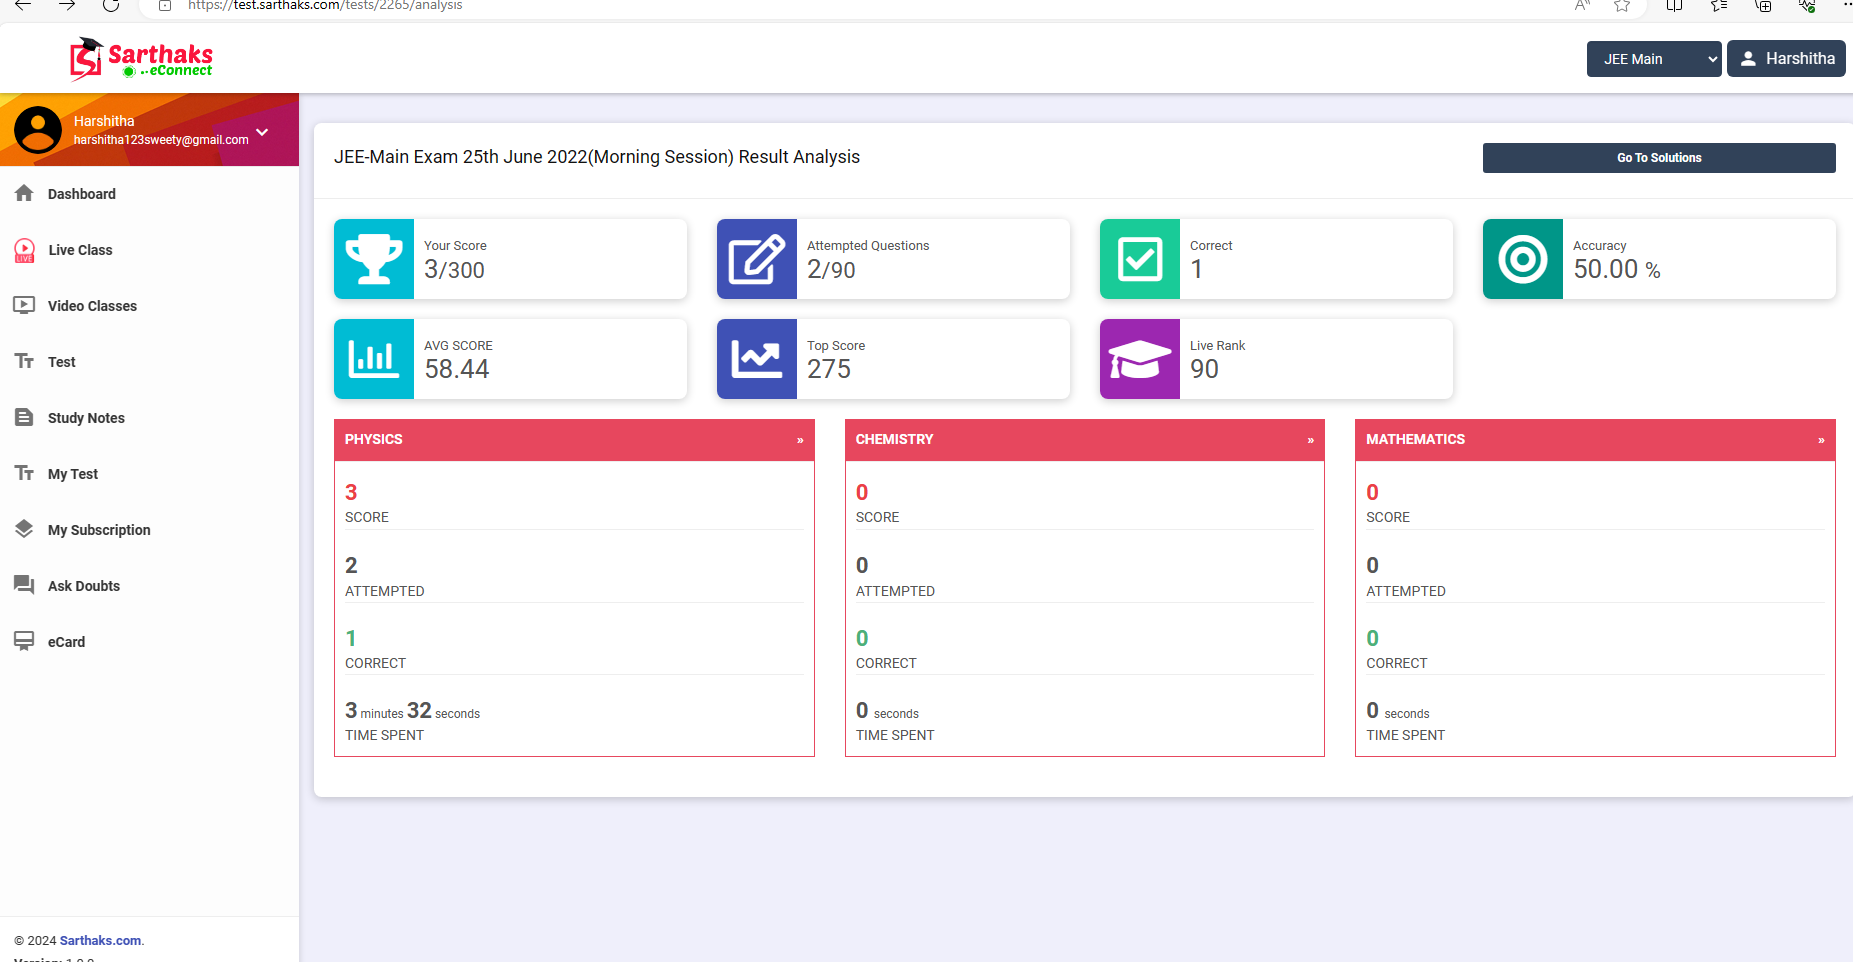 https://test.sarthaks.com/tests/2265/analysis
Sarthaks
eConnect
JEE Main
Harshitha
Harshitha
harshitha123sweety@gmail.com
Dashboard
LIVE
Live Class
Video Classes
Test
Study Notes
My Test
My Subscription
Ask Doubts
eCard
© 2024 Sarthaks.com.
JEE-Main Exam 25th June 2022(Morning Session) Result Analysis
Go To Solutions
Your Score
3/300
Attempted Questions
2/90
Correct
1
Accuracy
50.00 %
AVG SCORE
58.44
Top Score
275
Live Rank
90
PHYSICS »
3
SCORE
2
ATTEMPTED
1
CORRECT
3 minutes 32 seconds
TIME SPENT
CHEMISTRY »
0
SCORE
0
ATTEMPTED
0
CORRECT
0 seconds
TIME SPENT
MATHEMATICS »
0
SCORE
0
ATTEMPTED
0
CORRECT
0 seconds
TIME SPENT